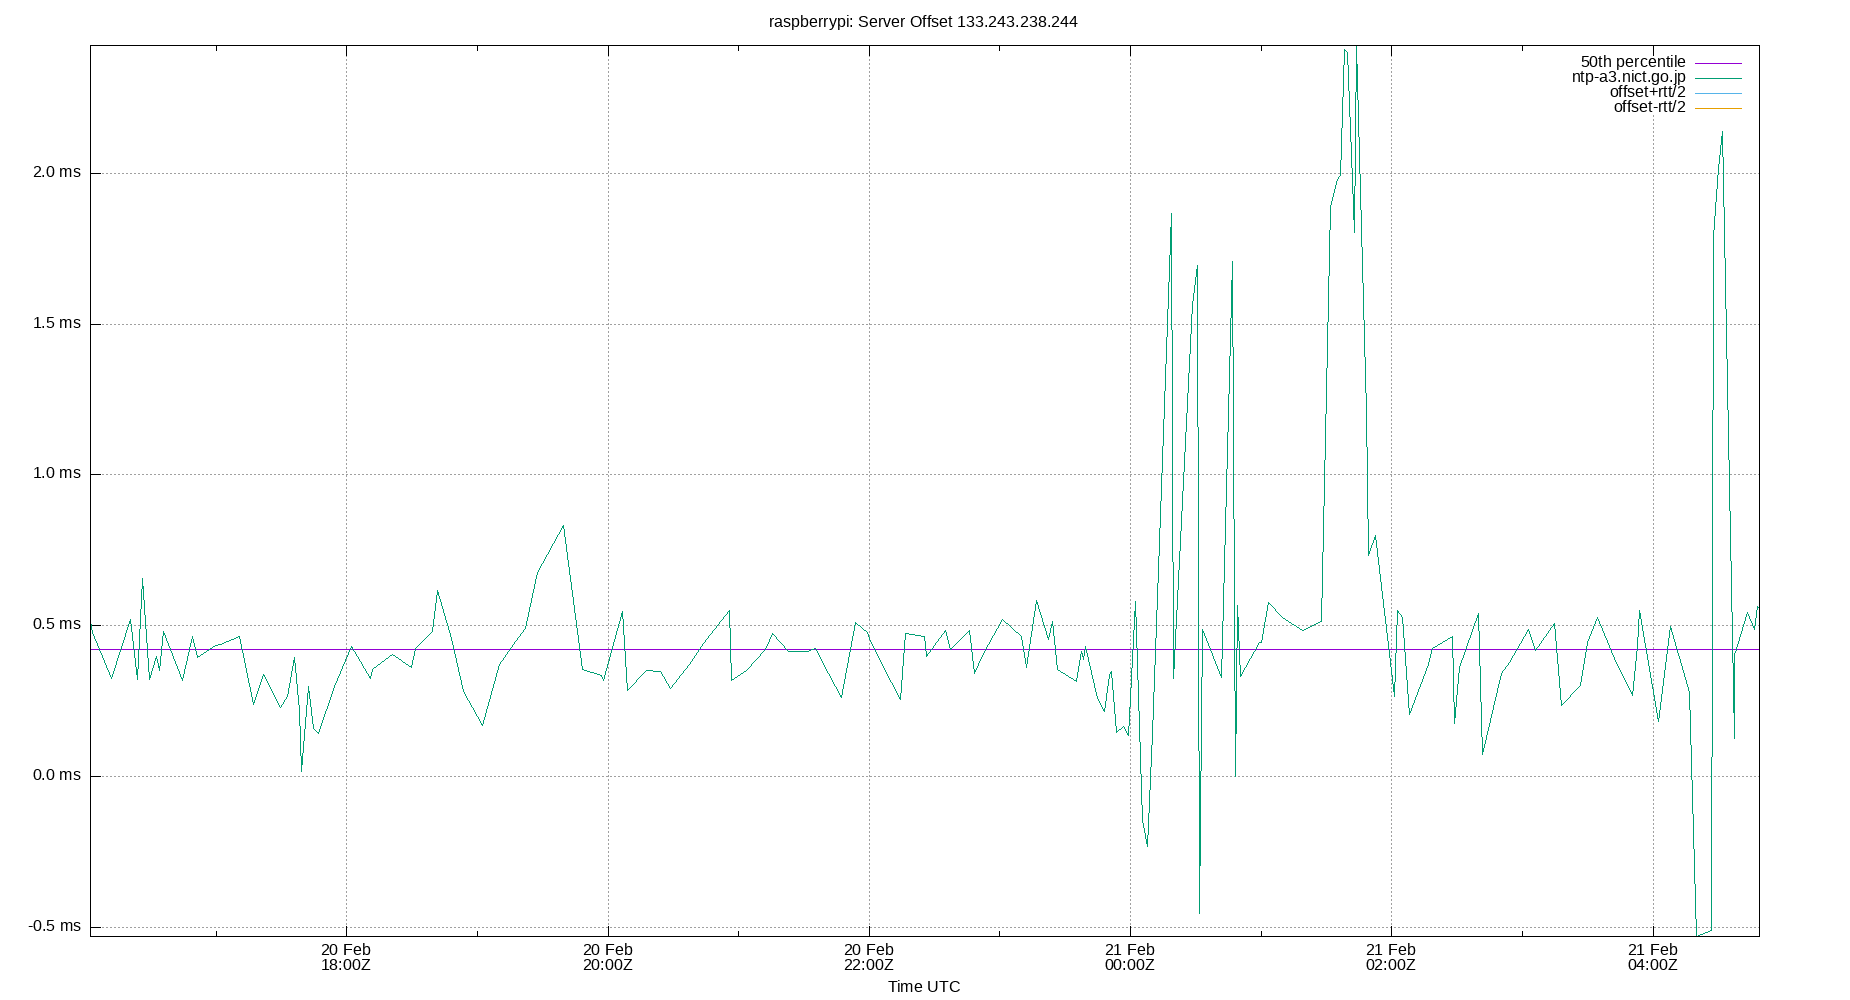 raspberrypi: Server Offset 133.243.238.244
50th percentile
ntp-a3.nict.go.jp
offset+rtt/2
offset-rtt/2
2.0 ms
1.5 ms
1.0 ms
0.5 ms
0.0 ms
-0.5 ms
20 Feb 20 Feb 20 Feb 21 Feb 21 Feb 21 Feb
18:00Z 20:00Z 22:00Z 00:00Z 02:00Z 04:00Z
Time UTC